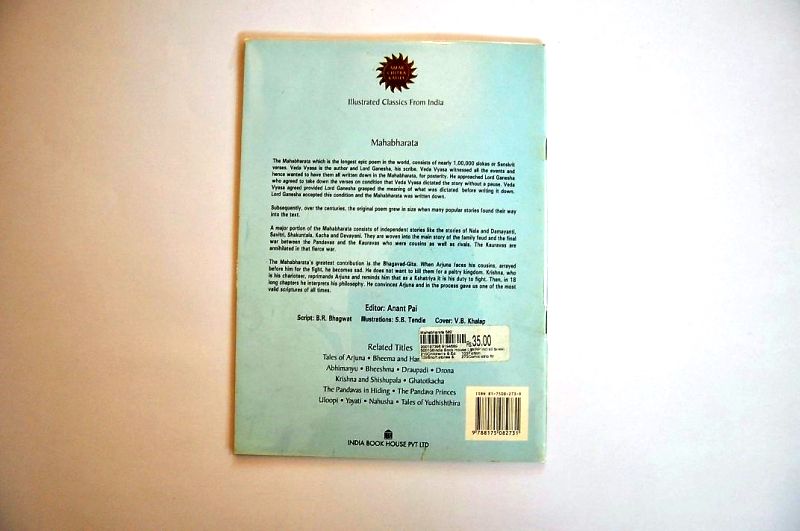 AMAR
CHITRA
KATHA
Illustrated Classics From India
Mahabharata
The Mahabharata which is the longest epic poem in the world, consists of nearly 1,00,000 slokas or Sanskrit
verses. Veda Vyasa is the author and Lord Ganesha, his scribe. Veda Vyasa witnessed all the events and
hence wanted to have them all written down in the Mahabharata, for posterity. He approached Lord Ganesha
who agreed to take down the verses on condition that Veda Vyasa dictated the story without a pause. Veda
Vyasa agreed provided Lord Ganesha grasped the meaning of what was dictated before writing it down.
Lord Ganesha accepted this condition and the Mahabharata was written down.
Subsequently, over the centuries, the original poem grew in size when many popular stories found their way
into the text.
A major portion of the Mahabharata consists of independent stories like the stories of Nala and Damayanti,
Savitri, Shakuntala, Kacha and Devayani. They are woven into the main story of the family feud and the final
war between the Pandavas and the Kauravas who were cousins as well as rivals. The Kauravas are
annihilated in that fierce war.
The Mahabharata's greatest contribution is the Bhagavad-Gita. When Arjuna faces his cousins, arrayed
before him for the fight, he becomes sad. He does not want to kill them for a paltry kingdom. Krishna, who
is his charioteer, reprimands Arjuna and reminds him that as a Kshatriya it is his duty to fight. Then, in 18
long chapters he interprets his philosophy. He convinces Arjuna and in the process gave us one of the most
valid scriptures of all times.
Editor: Anant Pai
Script: B.R. Bhagwat Illustrations: S.B. Tendle Cover: V.B. Khalap
Mahabharata
Rs 35.00
Related Titles
Tales of Arjuna • Bheema and
Abhimanyu • Bheeshma • Draupadi • Drona
Krishna and Shishupala • Ghatotkacha
The Pandavas in Hiding • The Pandava Princes
Uloopi • Yayati • Nahusha • Tales of Yudhishthira
ISBN 81-7508-273-8
9 788175 082731
INDIA BOOK HOUSE PVT LTD